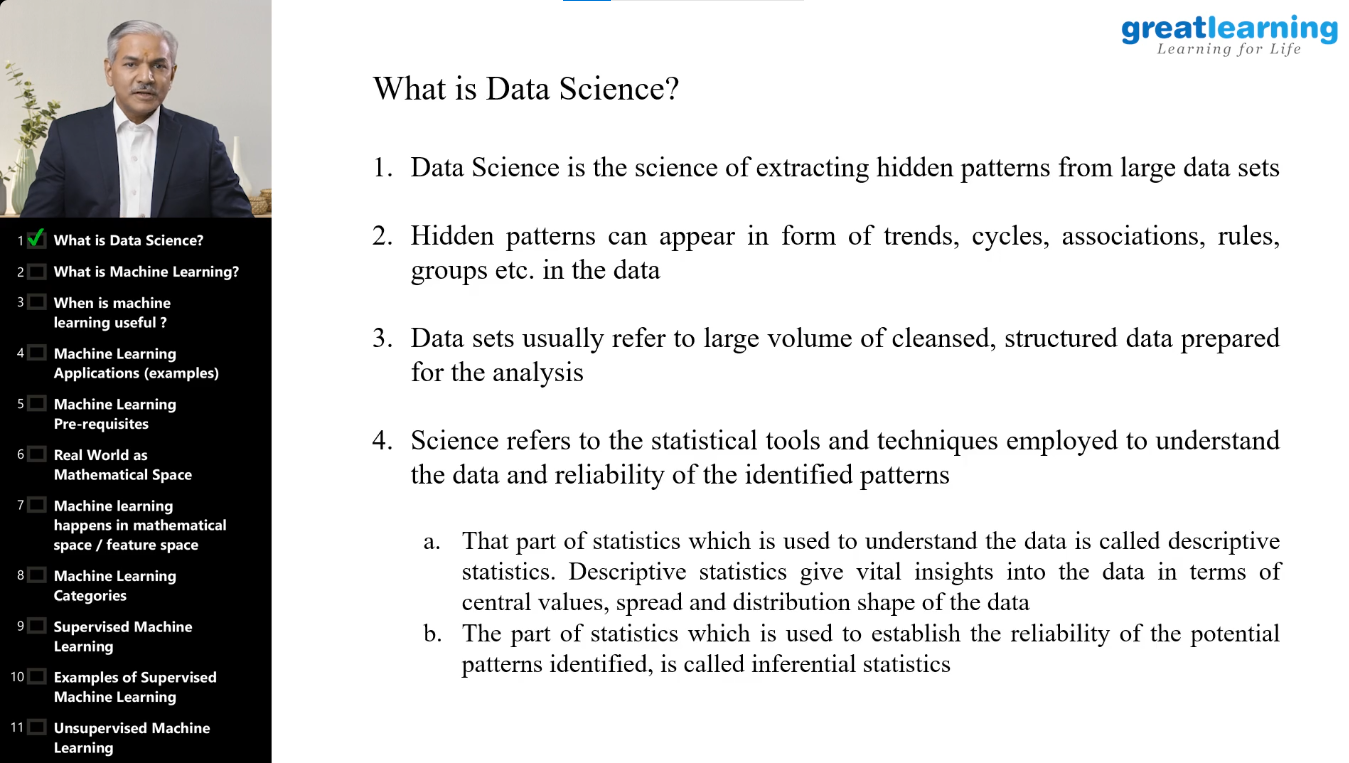 greatlearning
Learning for Life
What is Data Science?
1. Data Science is the science of extracting hidden patterns from large data sets
2. Hidden patterns can appear in form of trends, cycles, associations, rules,
groups etc. in the data
3. Data sets usually refer to large volume of cleansed, structured data prepared
for the analysis
4. Science refers to the statistical tools and techniques employed to understand
the data and reliability of the identified patterns
a. That part of statistics which is used to understand the data is called descriptive
statistics. Descriptive statistics give vital insights into the data in terms of
central values, spread and distribution shape of the data
b. The part of statistics which is used to establish the reliability of the potential
patterns identified, is called inferential statistics
1 What is Data Science?
2 What is Machine Learning?
3 When is machine
learning useful ?
4 Machine Learning
Applications (examples)
5 Machine Learning
Pre-requisites
6 Real World as
Mathematical Space
7 Machine learning
happens in mathematical
space / feature space
8 Machine Learning
Categories
9 Supervised Machine
Learning
10 Examples of Supervised
Machine Learning
11 Unsupervised Machine
Learning